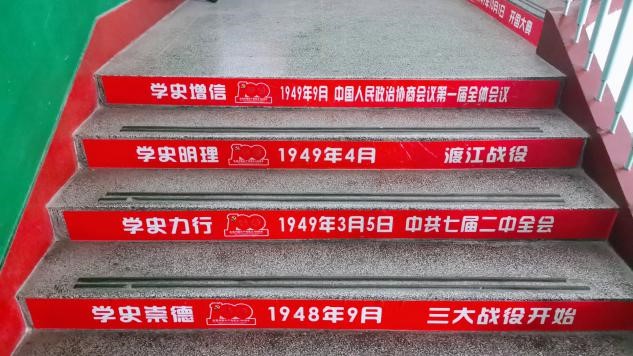 开国大典
学史增信 1949年9月 中国人民政治协商会议第一届全体会议
学史明理 1949年4月 渡江战役
学史力行 1949年3月5日 中共七届二中全会
学史崇德 1948年9月 三大战役开始